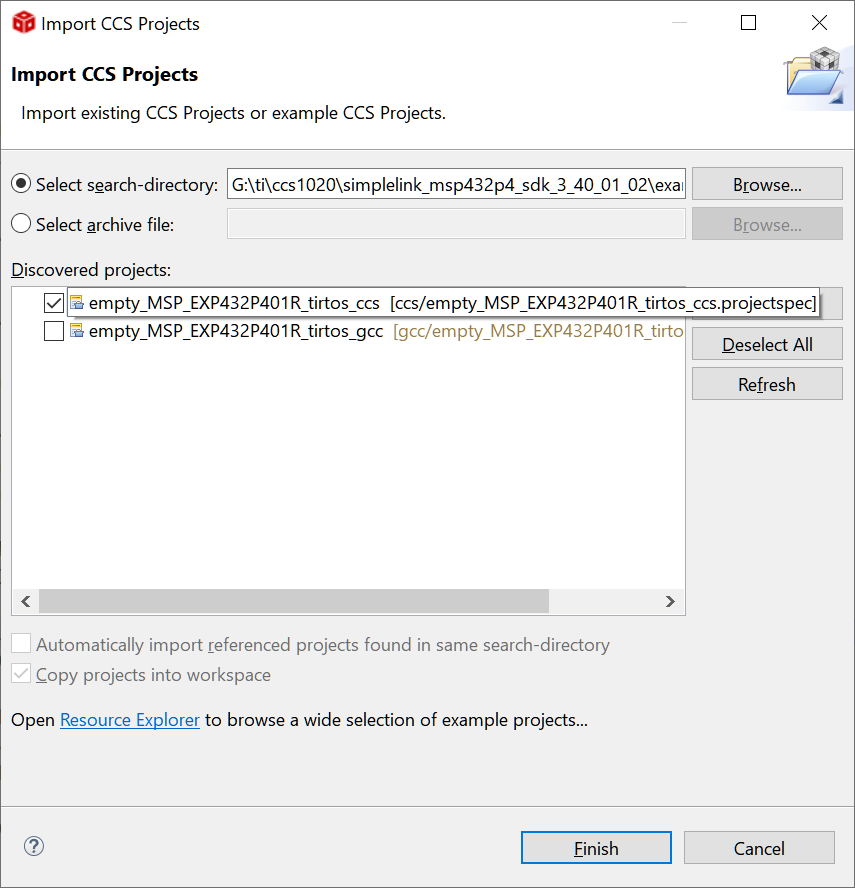 Import CCS Projects
Import CCS Projects
Import existing CCS Projects or example CCS Projects.
Select search-directory: G:\ti\ccs1020\simplelink_msp432p4_sdk_3_40_01_02\exa Browse...
Select archive file: Browse...
Discovered projects:
empty_MSP_EXP432P401R_tirtos_ccs [ccs/empty_MSP_EXP432P401R_tirtos_ccs.projectspec]
empty_MSP_EXP432P401R_tirtos_gcc [gcc/empty_MSP_EXP432P401R_tirto
Deselect All
Refresh
Automatically import referenced projects found in same search-directory
Copy projects into workspace
Open Resource Explorer to browse a wide selection of example projects...
? Finish Cancel